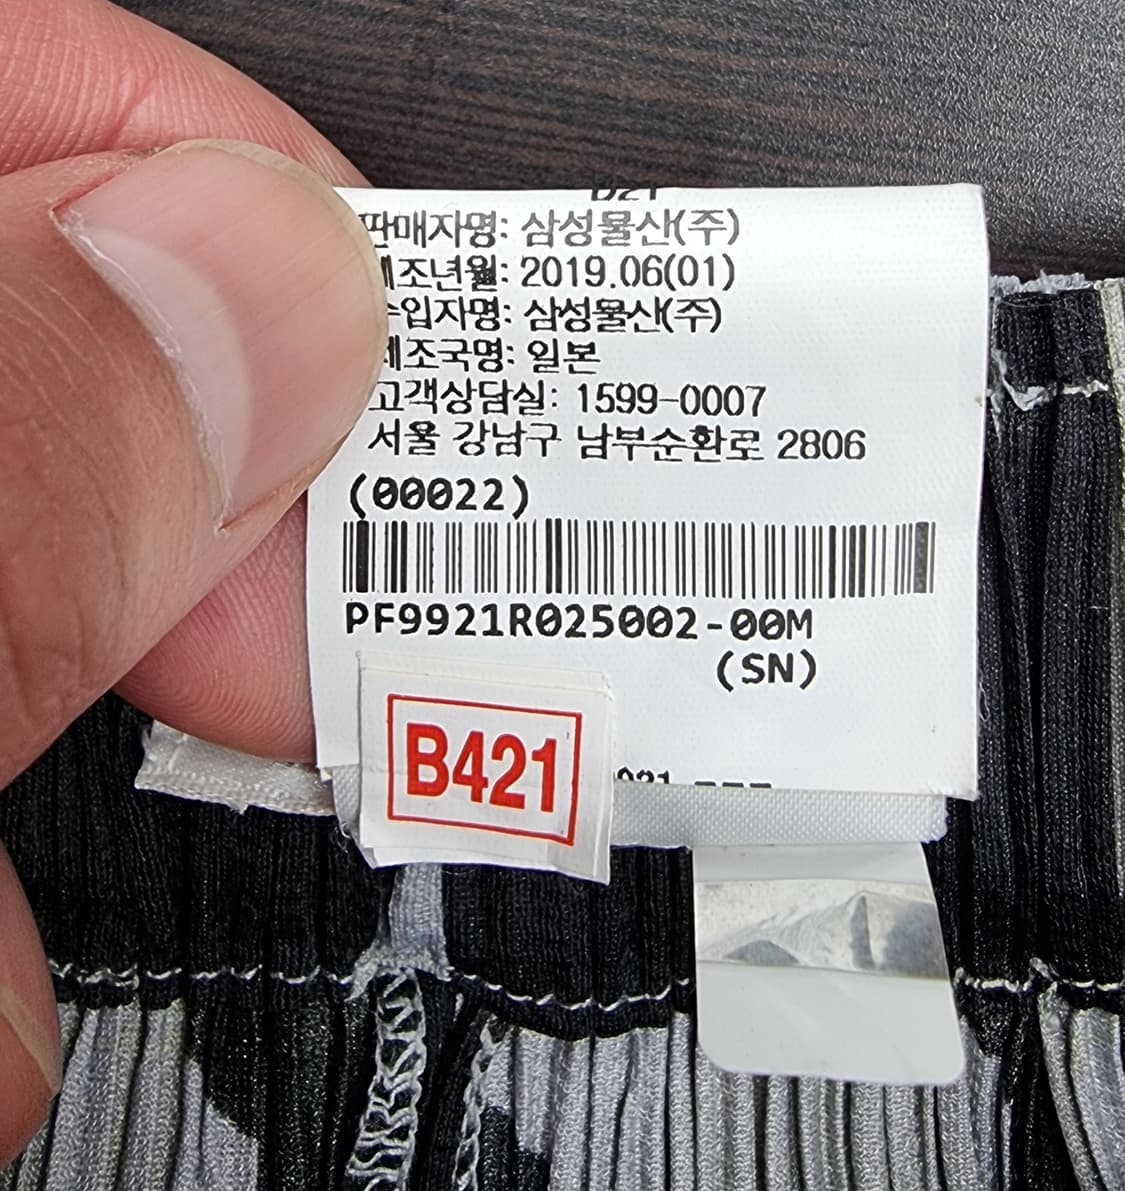 판매자명: 삼성물산(주)
제조년월: 2019.06(01)
수입자명: 삼성물산(주)
제조국명: 일본
고객상담실: 1599-0007
서울 강남구 남부순환로 2806
(00022)
PF9921R025002-00M
(SN)
B421